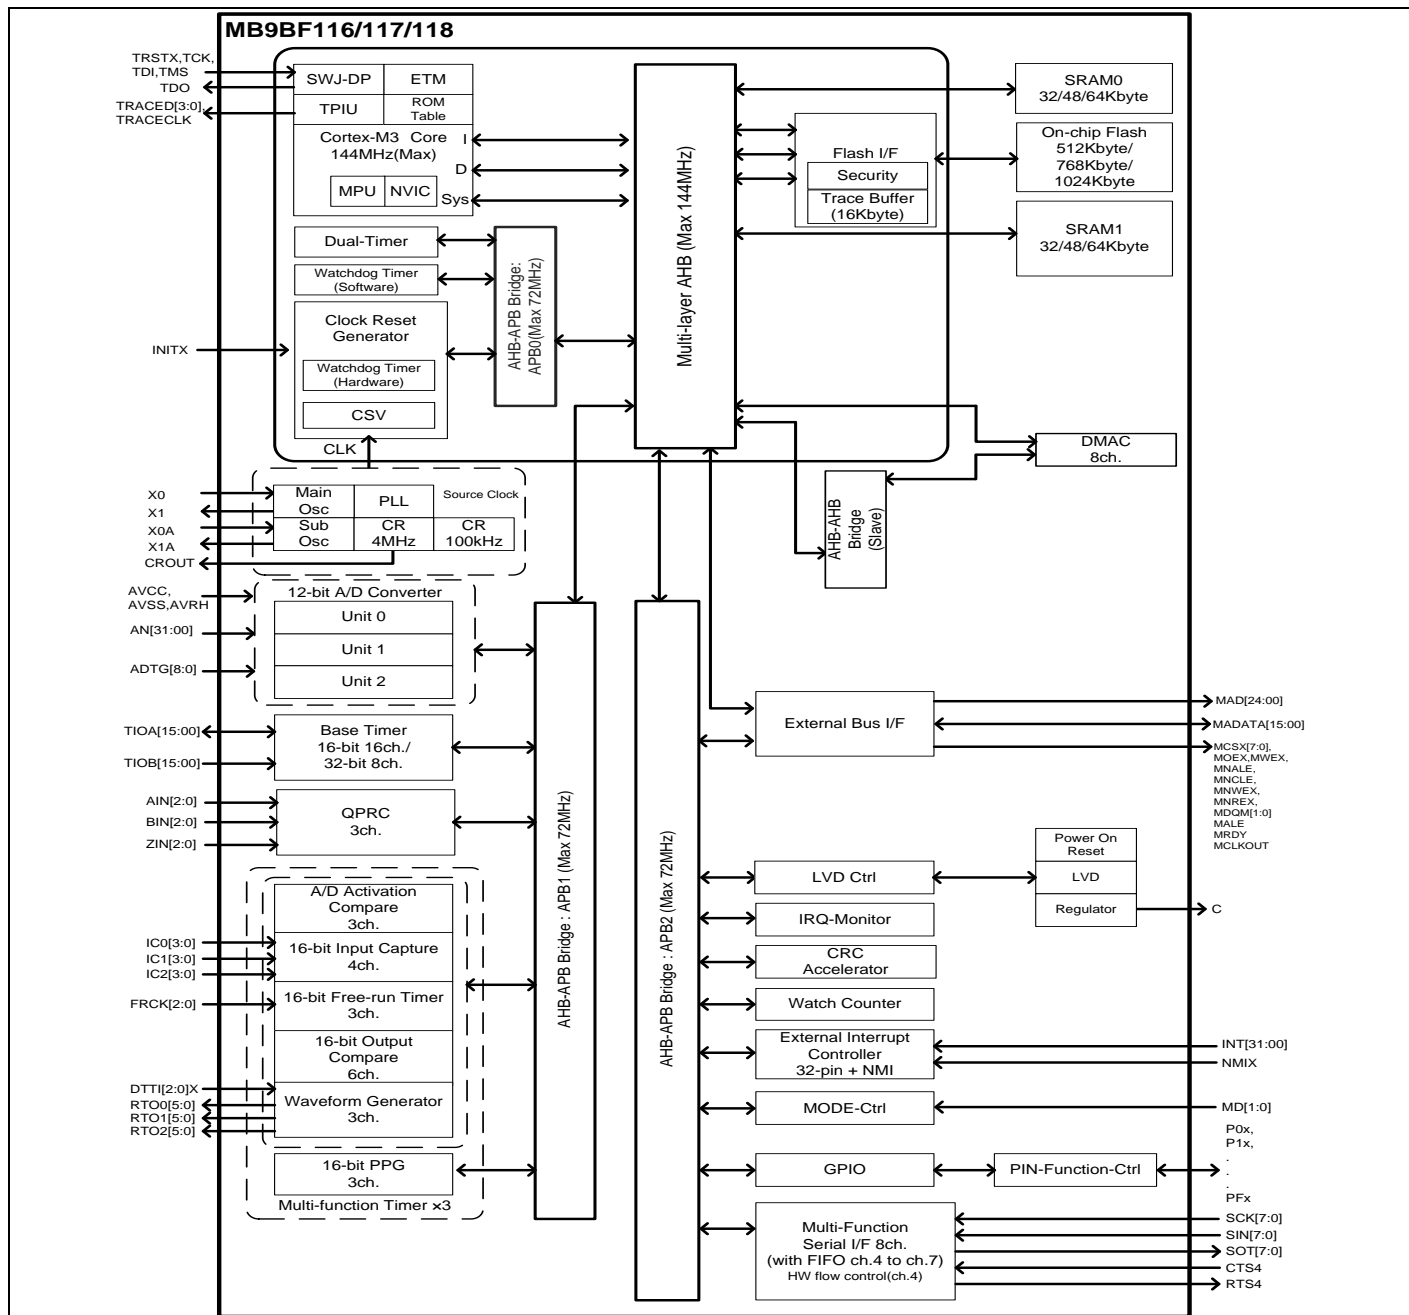 MB9BF116/117/118
TRSTX,TCK,
TDI,TMS
TDO
TRACED[3:0],
TRACECLK
SWJ-DP
ETM
TPIU
ROM
Table
Cortex-M3 Core
144MHz(Max)
I
D
Sys
MPU
NVIC
Dual-Timer
Watchdog Timer
(Software)
Clock Reset
Generator
Watchdog Timer
(Hardware)
CSV
CLK
INITX
AHB-APB Bridge:
APB0(Max 72MHz)
Multi-layer AHB (Max 144MHz)
Flash I/F
Security
Trace Buffer
(16Kbyte)
SRAM0
32/48/64Kbyte
On-chip Flash
512Kbyte/
768Kbyte/
1024Kbyte
SRAM1
32/48/64Kbyte
DMAC
8ch.
AHB-AHB
Bridge
(Slave)
X0
X1
X0A
X1A
CROUT
Main
Osc
PLL
Source Clock
Sub
Osc
CR
4MHz
CR
100kHz
AVCC,
AVSS,AVRH
AN[31:00]
ADTG[8:0]
12-bit A/D Converter
Unit 0
Unit 1
Unit 2
TIOA[15:00]
TIOB[15:00]
Base Timer
16-bit 16ch./
32-bit 8ch.
AIN[2:0]
BIN[2:0]
ZIN[2:0]
QPRC
3ch.
A/D Activation
Compare
3ch.
IC0[3:0]
IC1[3:0]
IC2[3:0]
16-bit Input Capture
4ch.
FRCK[2:0]
16-bit Free-run Timer
3ch.
16-bit Output
Compare
6ch.
DTTI[2:0]X
RTO0[5:0]
RTO1[5:0]
RTO2[5:0]
Waveform Generator
3ch.
16-bit PPG
3ch.
Multi-function Timer x3
AHB-APB Bridge : APB1 (Max 72MHz)
AHB-APB Bridge : APB2 (Max 72MHz)
External Bus I/F
MAD[24:00]
MADATA[15:00]
MCSX[7:0],
MOEX,MWEX,
MNALE,
MNCLE,
MNWEX,
MNREX,
MDQM[1:0]
MALE
MRDY
MCLKOUT
LVD Ctrl
Power On
Reset
LVD
Regulator
C
IRQ-Monitor
CRC
Accelerator
Watch Counter
External Interrupt
Controller
32-pin + NMI
INT[31:00]
NMIX
MODE-Ctrl
MD[1:0]
GPIO
PIN-Function-Ctrl
P0x,
P1x,
.
.
.
PFx
Multi-Function
Serial I/F 8ch.
(with FIFO ch.4 to ch.7)
HW flow control(ch.4)
SCK[7:0]
SIN[7:0]
SOT[7:0]
CTS4
RTS4